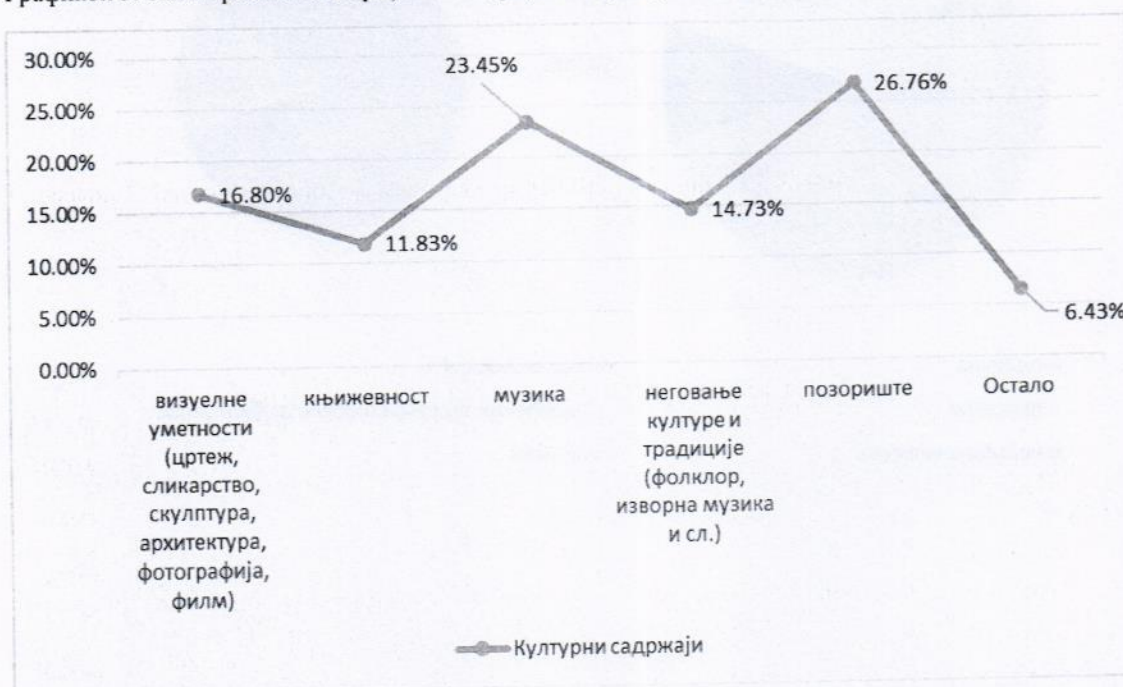 30.00%
25.00%
20.00%
15.00%
10.00%
5.00%
0.00%
16.80%
11.83%
23.45%
14.73%
26.76%
6.43%
визуелне
уметности
(цртеж,
сликарство,
скулптура,
архитектура,
фотографија,
филм)
књижевност
музика
неговање
културе и
традиције
(фолклор,
изворна музика
и сл.)
позориште
Остало
Културни садржаји